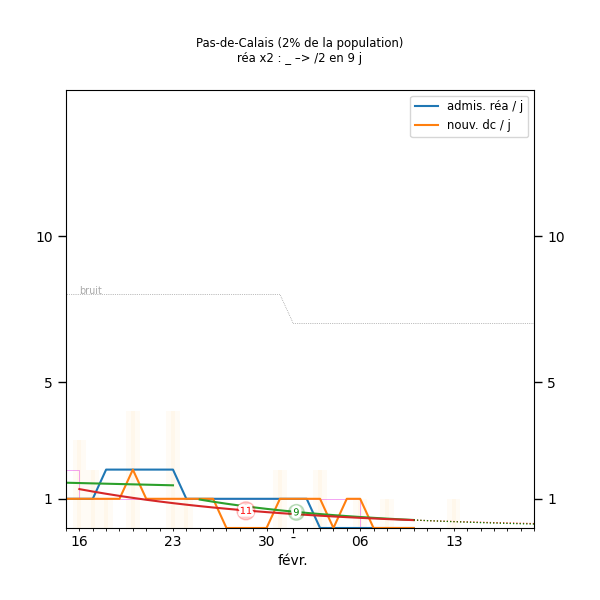 Pas-de-Calais (2% de la population)
réa x2 : _ –> /2 en 9 j
admis. réa / j
nouv. dc / j
10 10
bruit
5 5
1 1
11 9
16 23 30 - 06 13
févr.